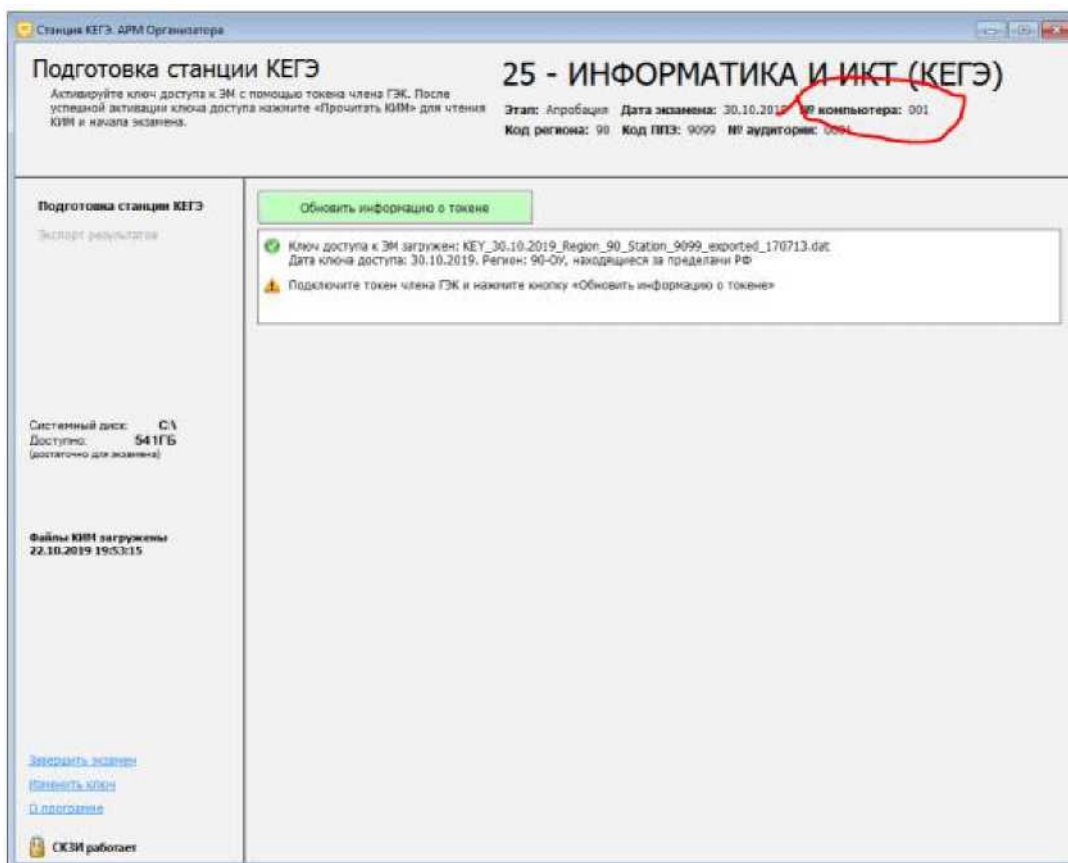 Станция КЕГЭ. АРМ Организатора
Подготовка станции КЕГЭ
Активируйте ключ доступа к ЭМ с помощью токена члена ГЭК. После
успешной активации ключа доступа нажмите «Прочитать КИМ» для чтения
КИМ и начала экзамена.
25 - ИНФОРМАТИКА И ИКТ (КЕГЭ)
Этап: Апробация Дата экзамена: 30.10.2019 № компьютера: 001
Код региона: 90 Код ППЭ: 9099 № аудитории: 0001
Подготовка станции КЕГЭ
Экспорт результатов
Обновить информацию о токене
Ключ доступа к ЭМ загружен: KEY_30.10.2019_Region_90_Station_9099_exported_170713.dat
Дата ключа доступа: 30.10.2019. Регион: 90-ОУ, находящиеся за пределами РФ
Подключите токен члена ГЭК и нажмите кнопку «Обновить информацию о токене»
Системный диск: C:\
Доступно: 541ГБ
(достаточно для экзамена)
Файлы КИМ загружены
22.10.2019 19:53:15
Завершить экзамен
Изменить ключ
О программе
СКЗИ работает